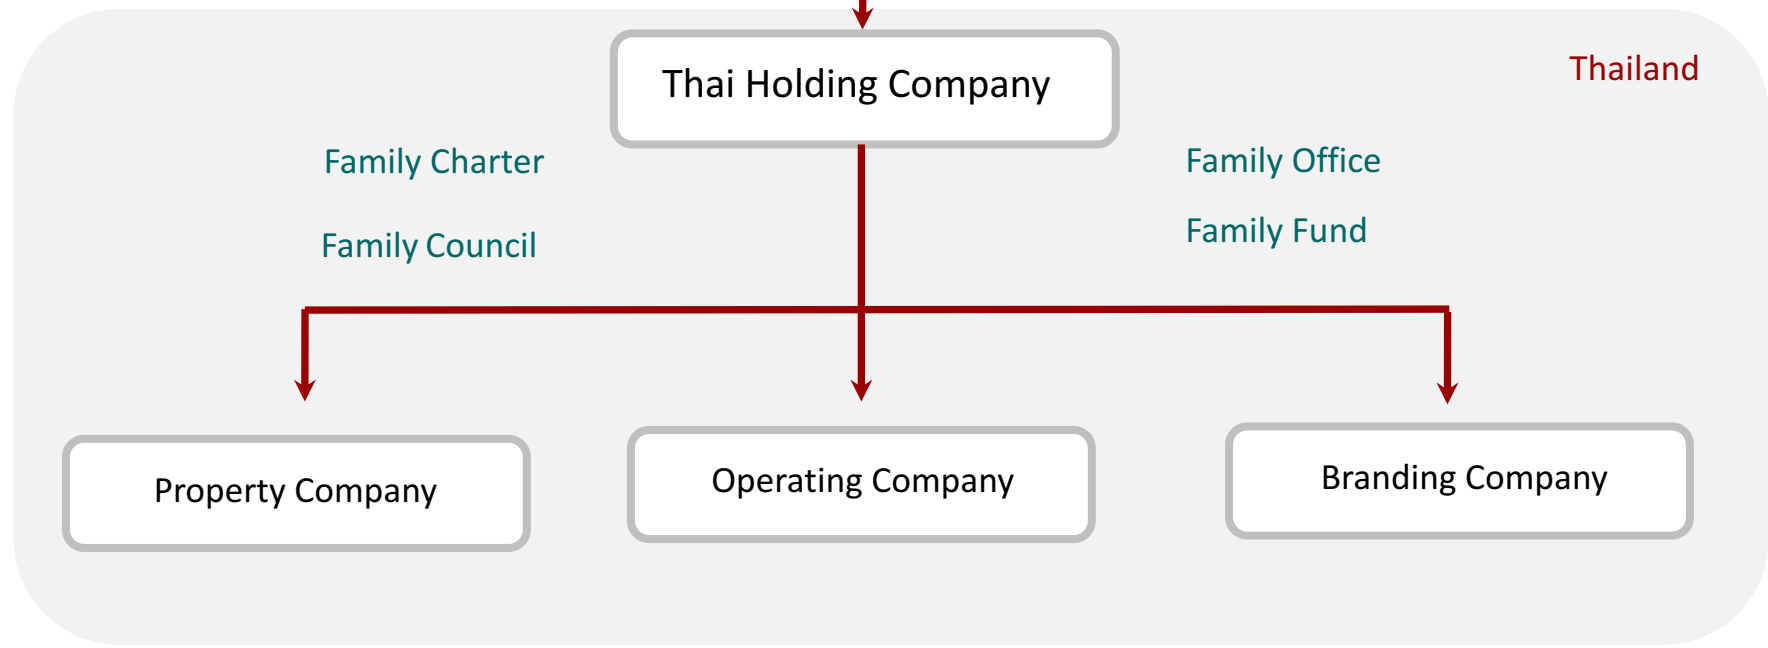 Thai Holding Company
Thailand
Family Charter
Family Office
Family Council
Family Fund
Property Company
Operating Company
Branding Company